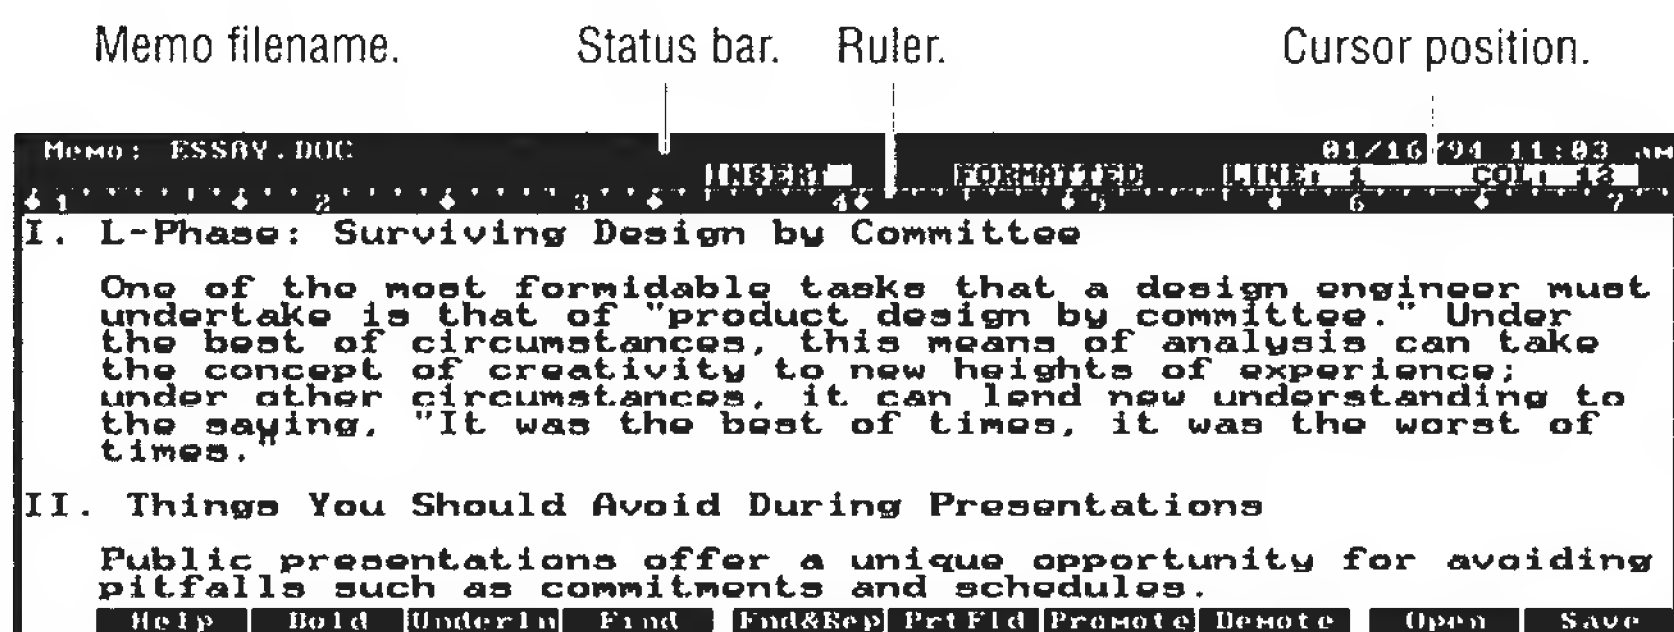 Memo filename. Status bar. Ruler. Cursor position.
Memo: ESSAY.DOC 01/16/94 11:03 am
INSERT FORMATTED LINE: 1 COL: 12
1 2 3 4 5 6 7
I. L-Phase: Surviving Design by Committee
One of the most formidable tasks that a design engineer must
undertake is that of "product design by committee." Under
the best of circumstances, this means of analysis can take
the concept of creativity to new heights of experience;
under other circumstances, it can lend new understanding to
the saying, "It was the best of times, it was the worst of
times."
II. Things You Should Avoid During Presentations
Public presentations offer a unique opportunity for avoiding
pitfalls such as commitments and schedules.
Help Bold Underln Find Fnd&Rep PrtFld Promote Demote Open Save